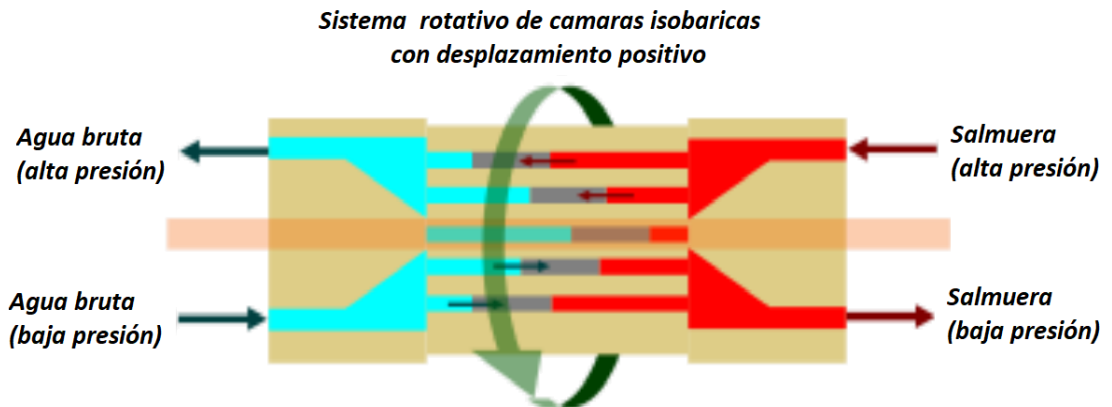 Sistema rotativo de camaras isobaricas
con desplazamiento positivo
Agua bruta
(alta presión)
Salmuera
(alta presión)
Agua bruta
(baja presión)
Salmuera
(baja presión)